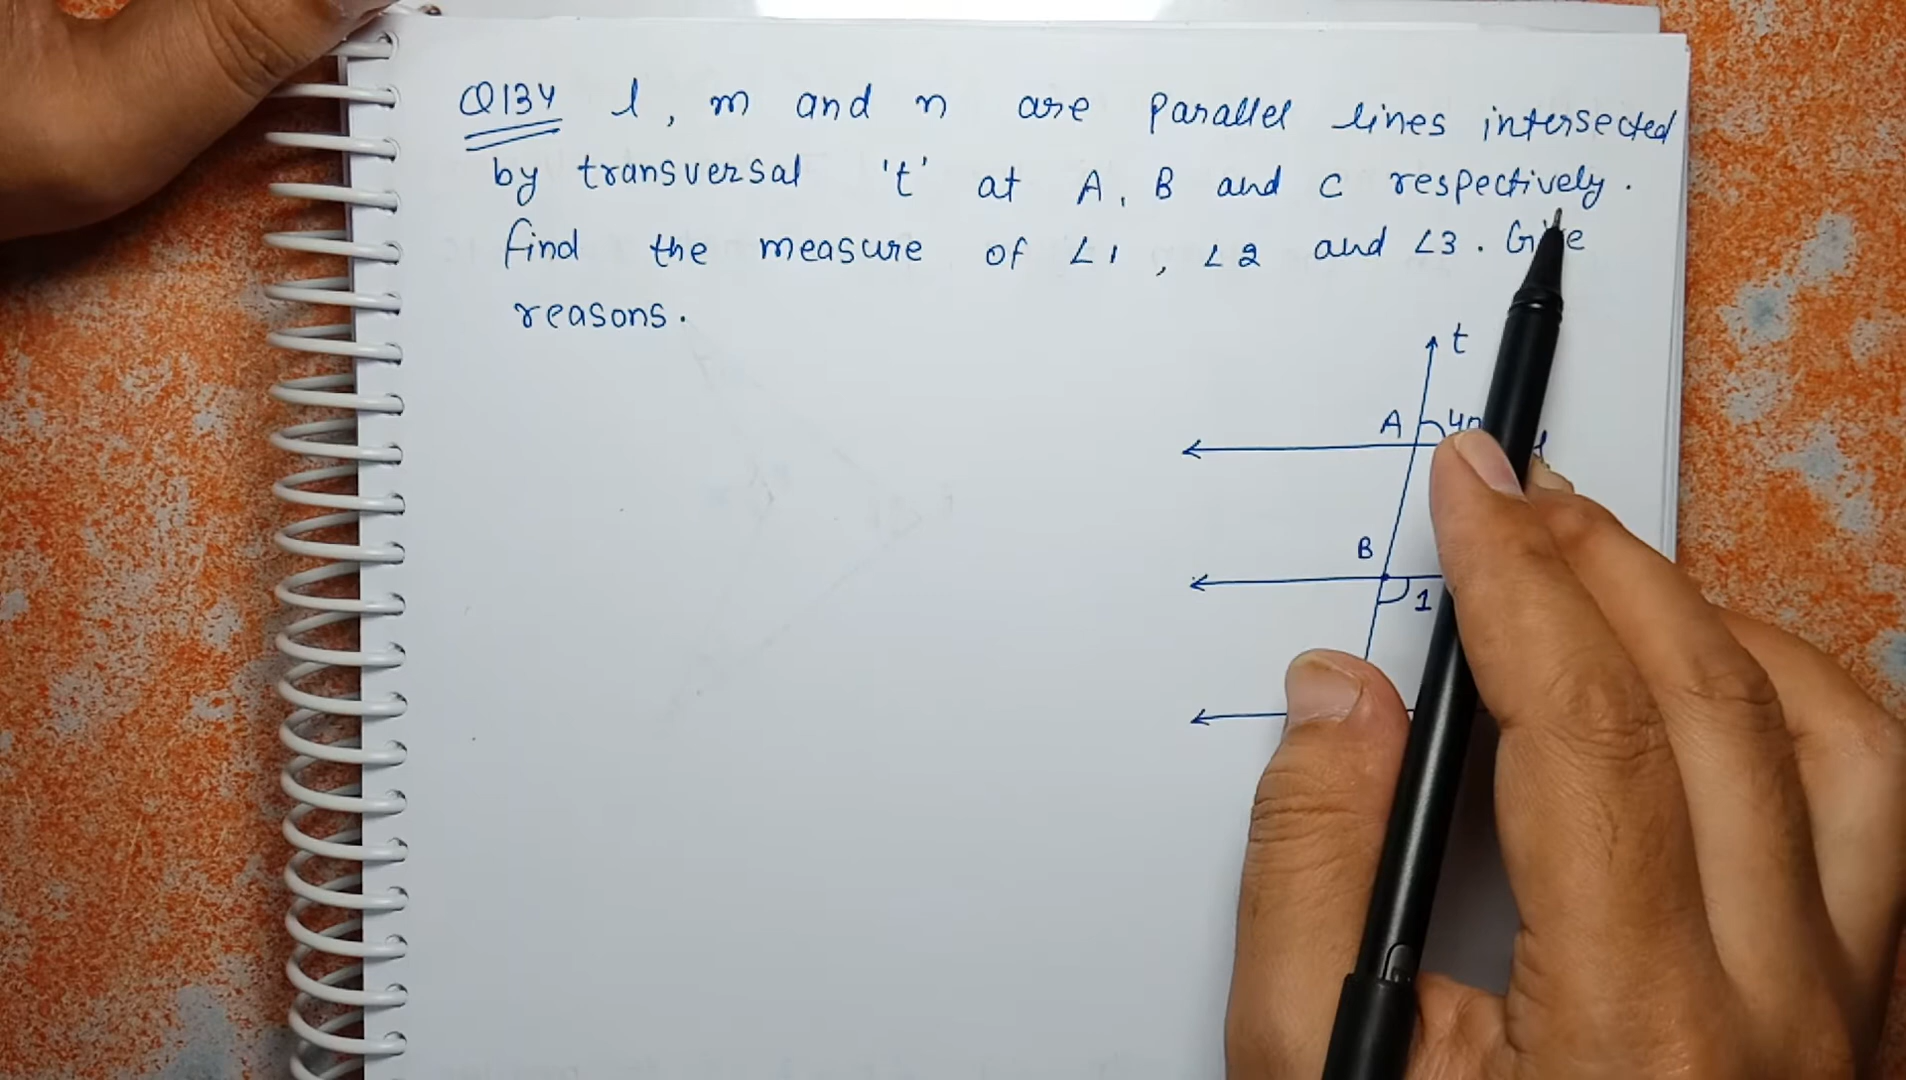 Q134 l, m and n are Parallel lines intersected
by transversal 't' at A, B and C respectively.
find the measure of ∠1, ∠2 and ∠3.
reasons.
t
A
B
1